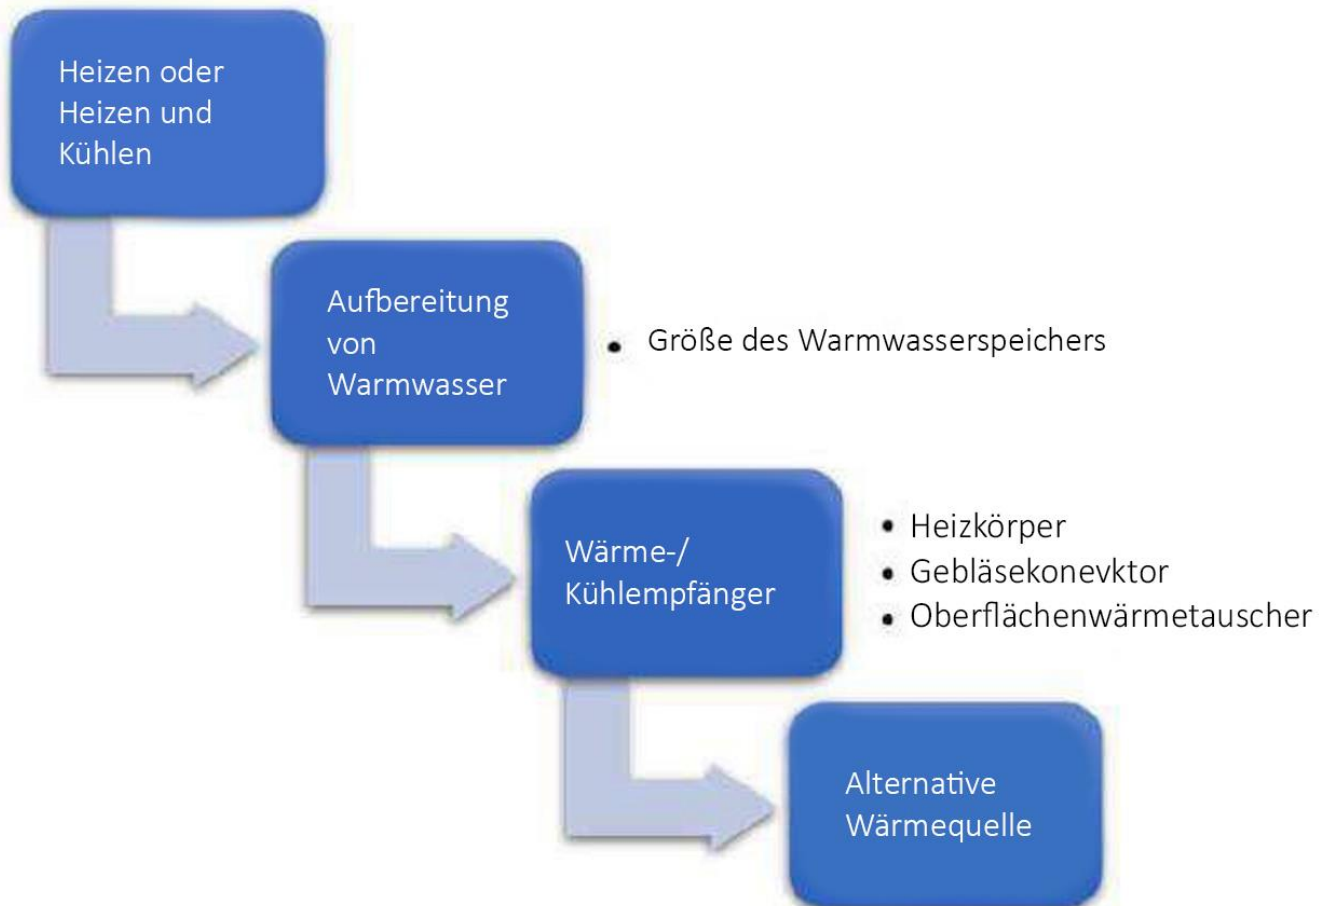 Heizen oder
Heizen und
Kühlen
Aufbereitung
von
Warmwasser
• Größe des Warmwasserspeichers
Wärme-/
Kühlempfänger
• Heizkörper
• Gebläsekonevktor
• Oberflächenwärmetauscher
Alternative
Wärmequelle